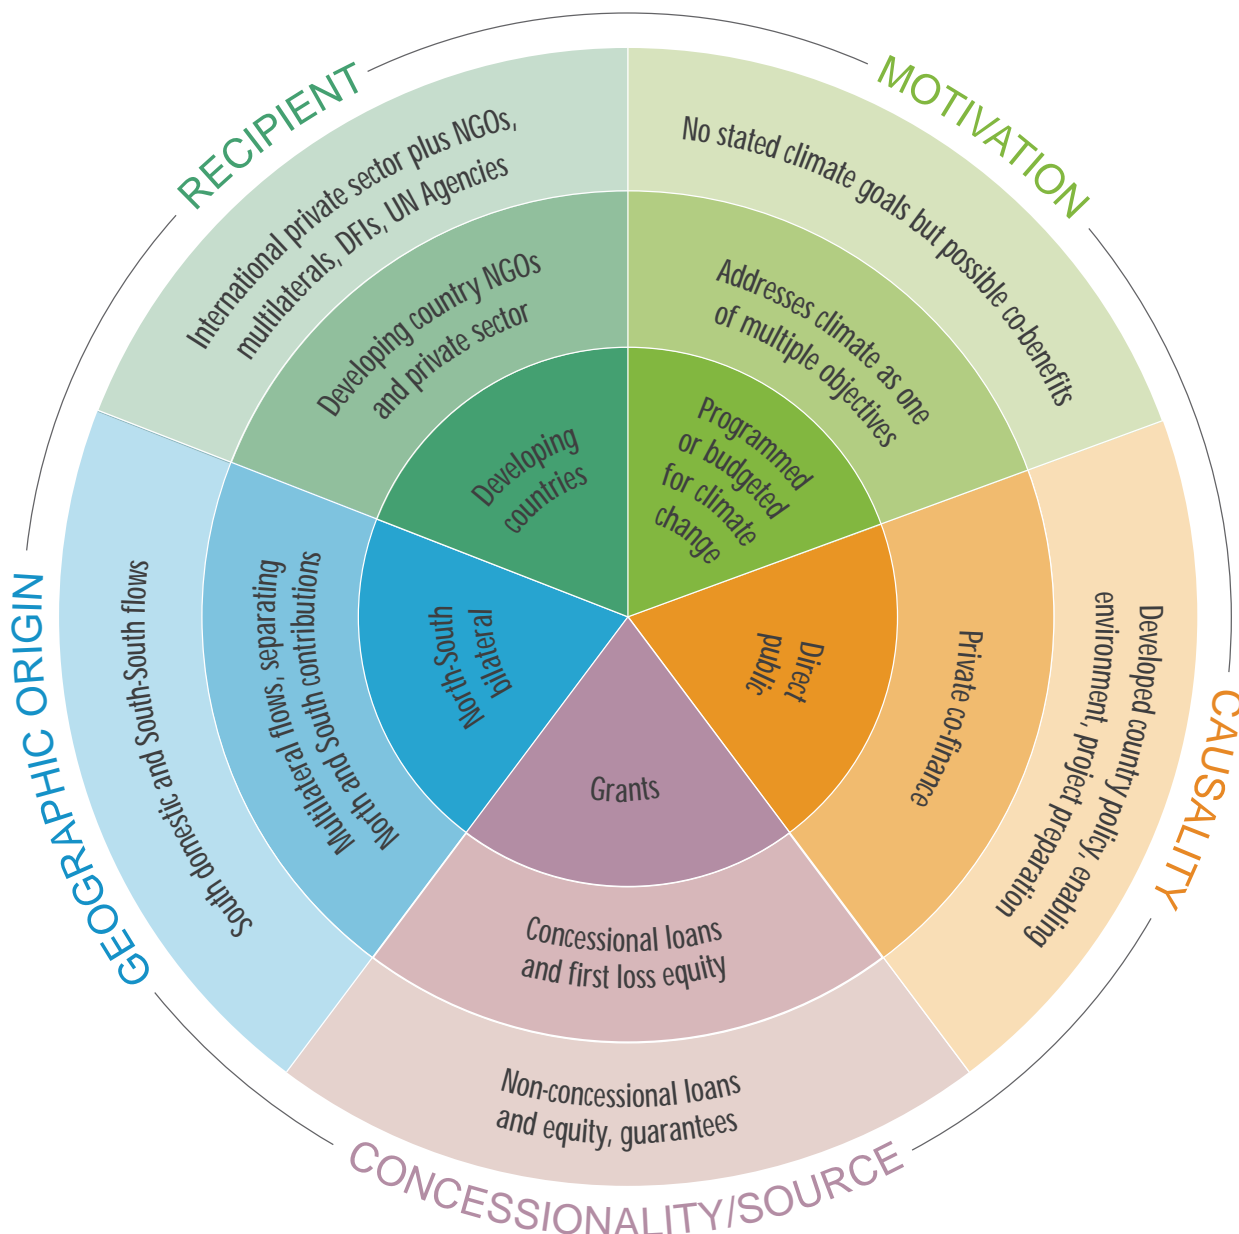 RECIPIENT
International private sector plus NGOs,
multilaterals, DFIs, UN Agencies
Developing country NGOs
and private sector
Developing
countries
MOTIVATION
No stated climate goals but possible co-benefits
Addresses climate as one
of multiple objectives
Programmed
or budgeted
for climate
change
CAUSALITY
Developed country policy, enabling
environment, project preparation
Private co-finance
Direct
public
CONCESSIONALITY/SOURCE
Grants
Concessional loans
and first loss equity
Non-concessional loans
and equity, guarantees
GEOGRAPHIC ORIGIN
South domestic and South-South flows
Multilateral flows, separating
North and South contributions
North-South
bilateral